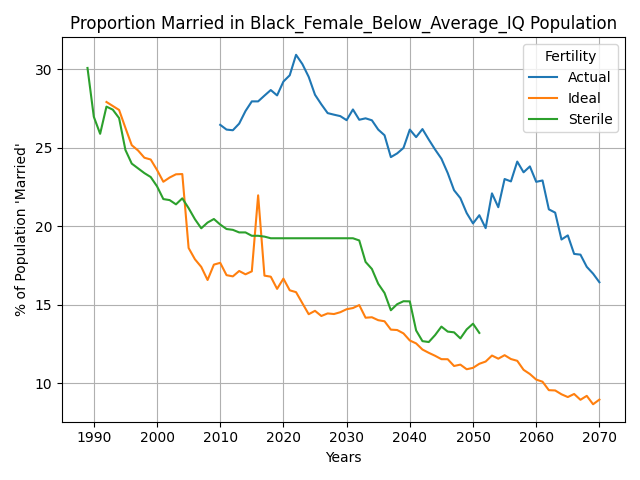 Proportion Married in Black_Female_Below_Average_IQ Population
% of Population 'Married'
30
25
20
15
10
Fertility
Actual
Ideal
Sterile
1990 2000 2010 2020 2030 2040 2050 2060 2070
Years